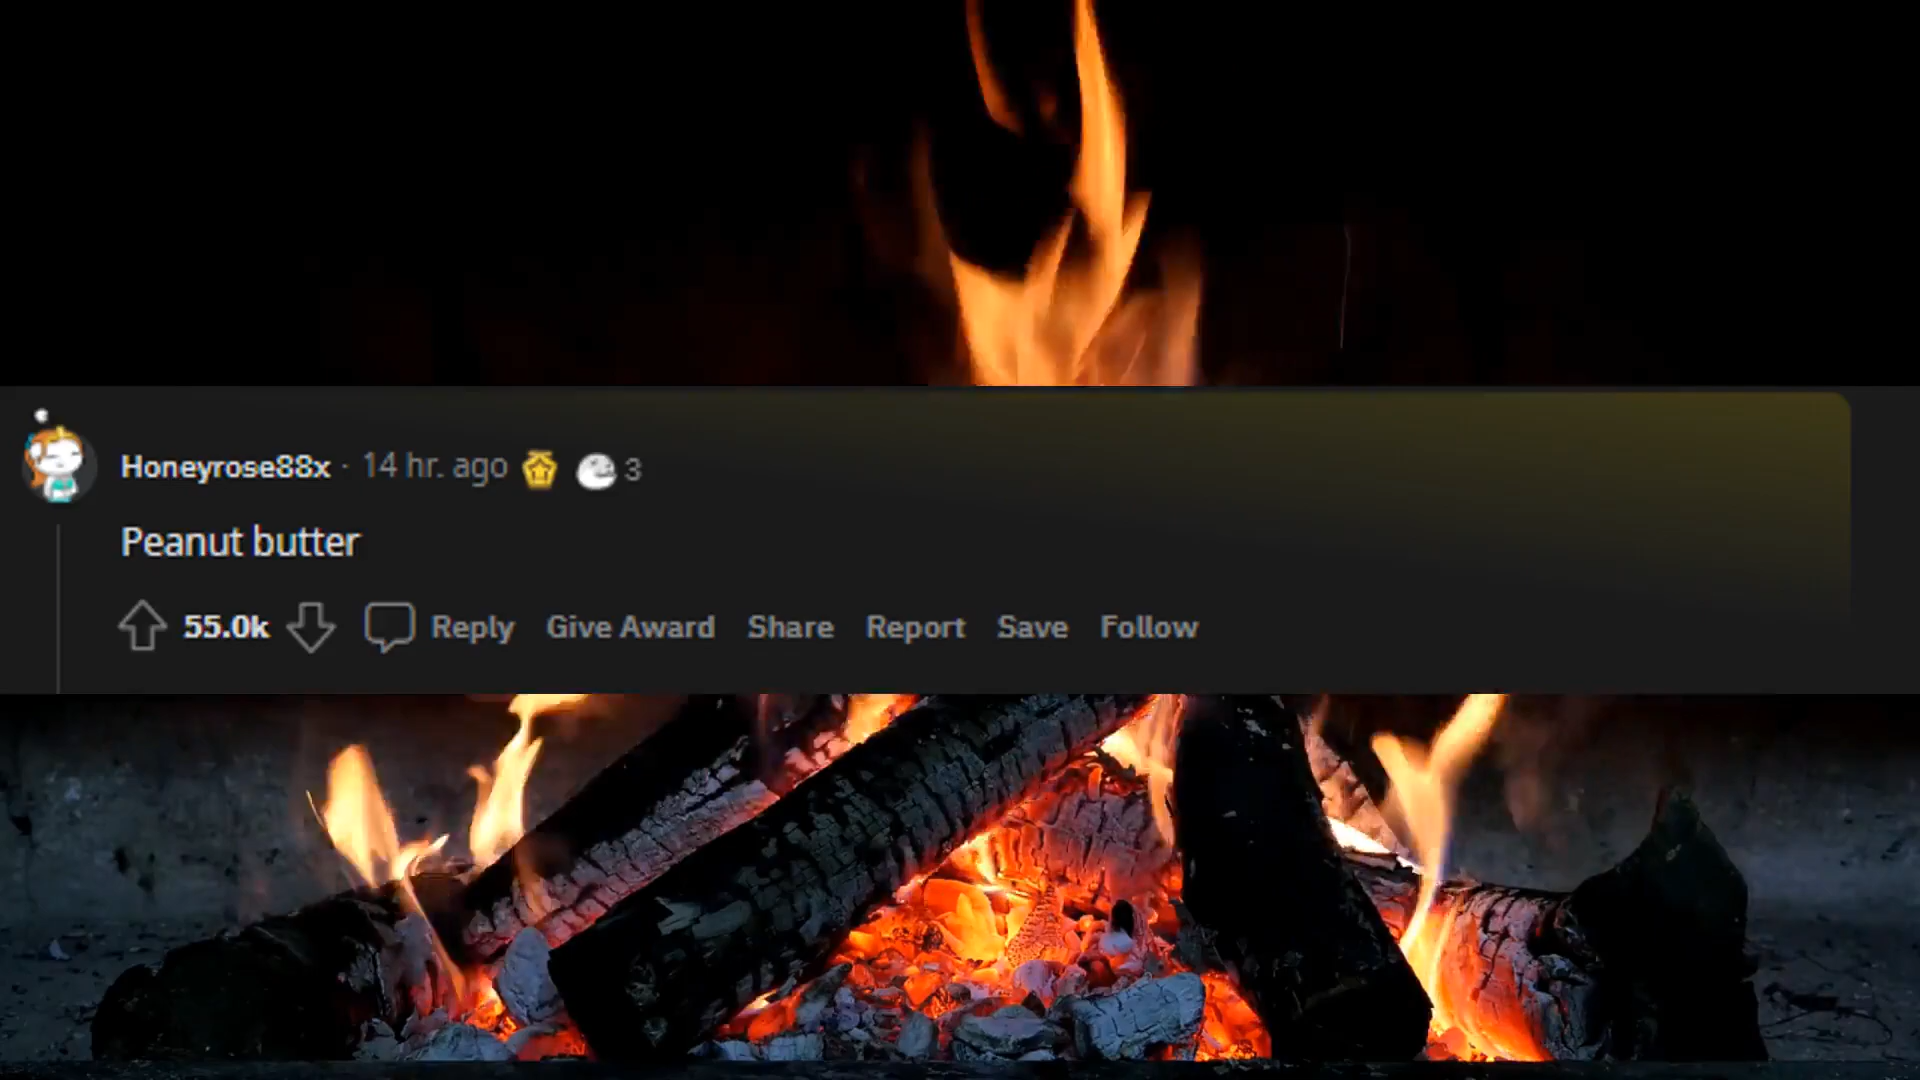 Honeyrose88x · 14 hr. ago 3
Peanut butter
55.0k Reply Give Award Share Report Save Follow